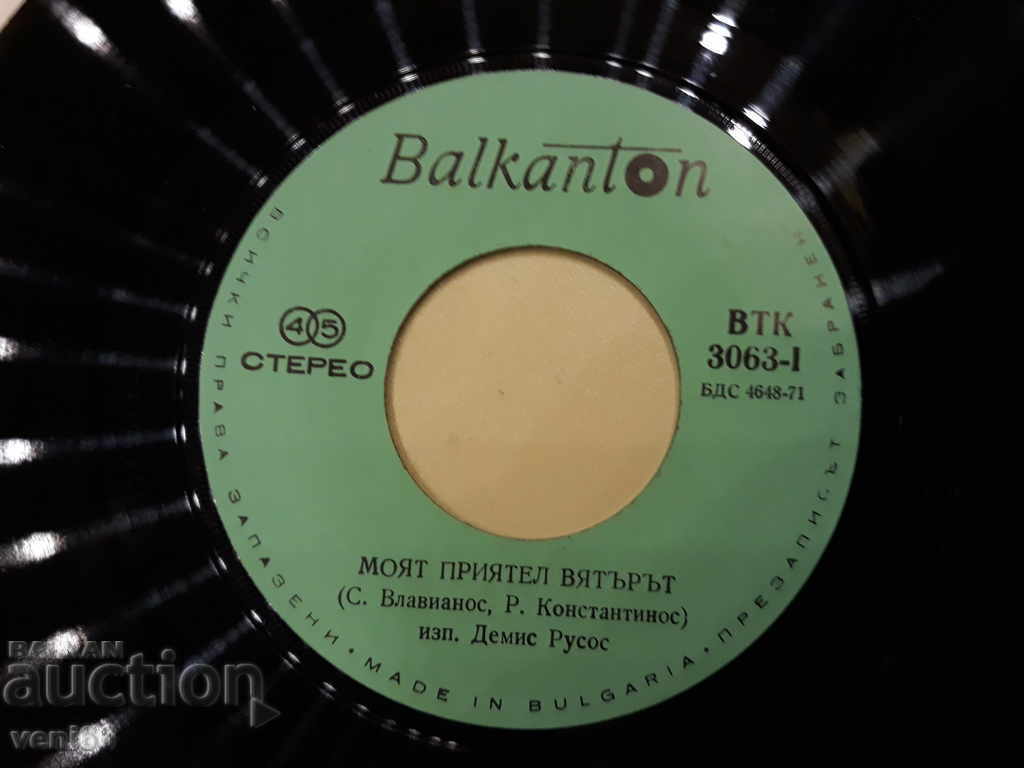 Balkanton
45
СТЕРЕО
ВТК
3063-I
БДС 4648-71
МОЯТ ПРИЯТЕЛ ВЯТЪРЪТ
(С. Влавианос, Р. Константинос)
изп. Демис Русос
ВСИЧКИ ПРАВА ЗАПАЗЕНИ • MADE IN BULGARIA • ПРЕЗАПИСЪТ ЗАБРАНЕН
BALKAN
auction